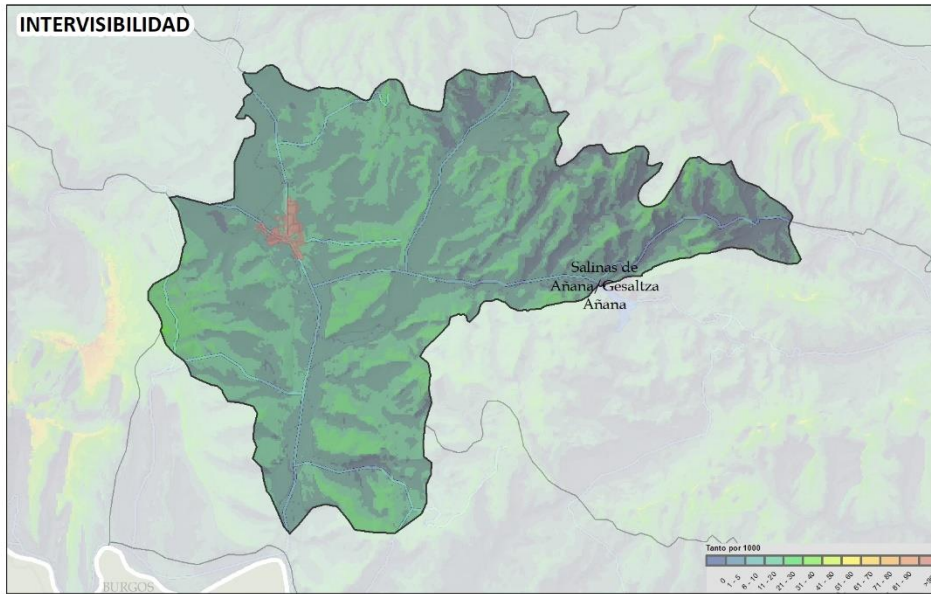 INTERVISIBILIDAD
Salinas de
Añana/Gesaltza
Añana
Tanto por 1000
0 1 - 5 6 - 10 11 - 20 21 - 30 31 - 40 41 - 50 51 - 60 61 - 70 71 - 80 81 - 90
BURGOS